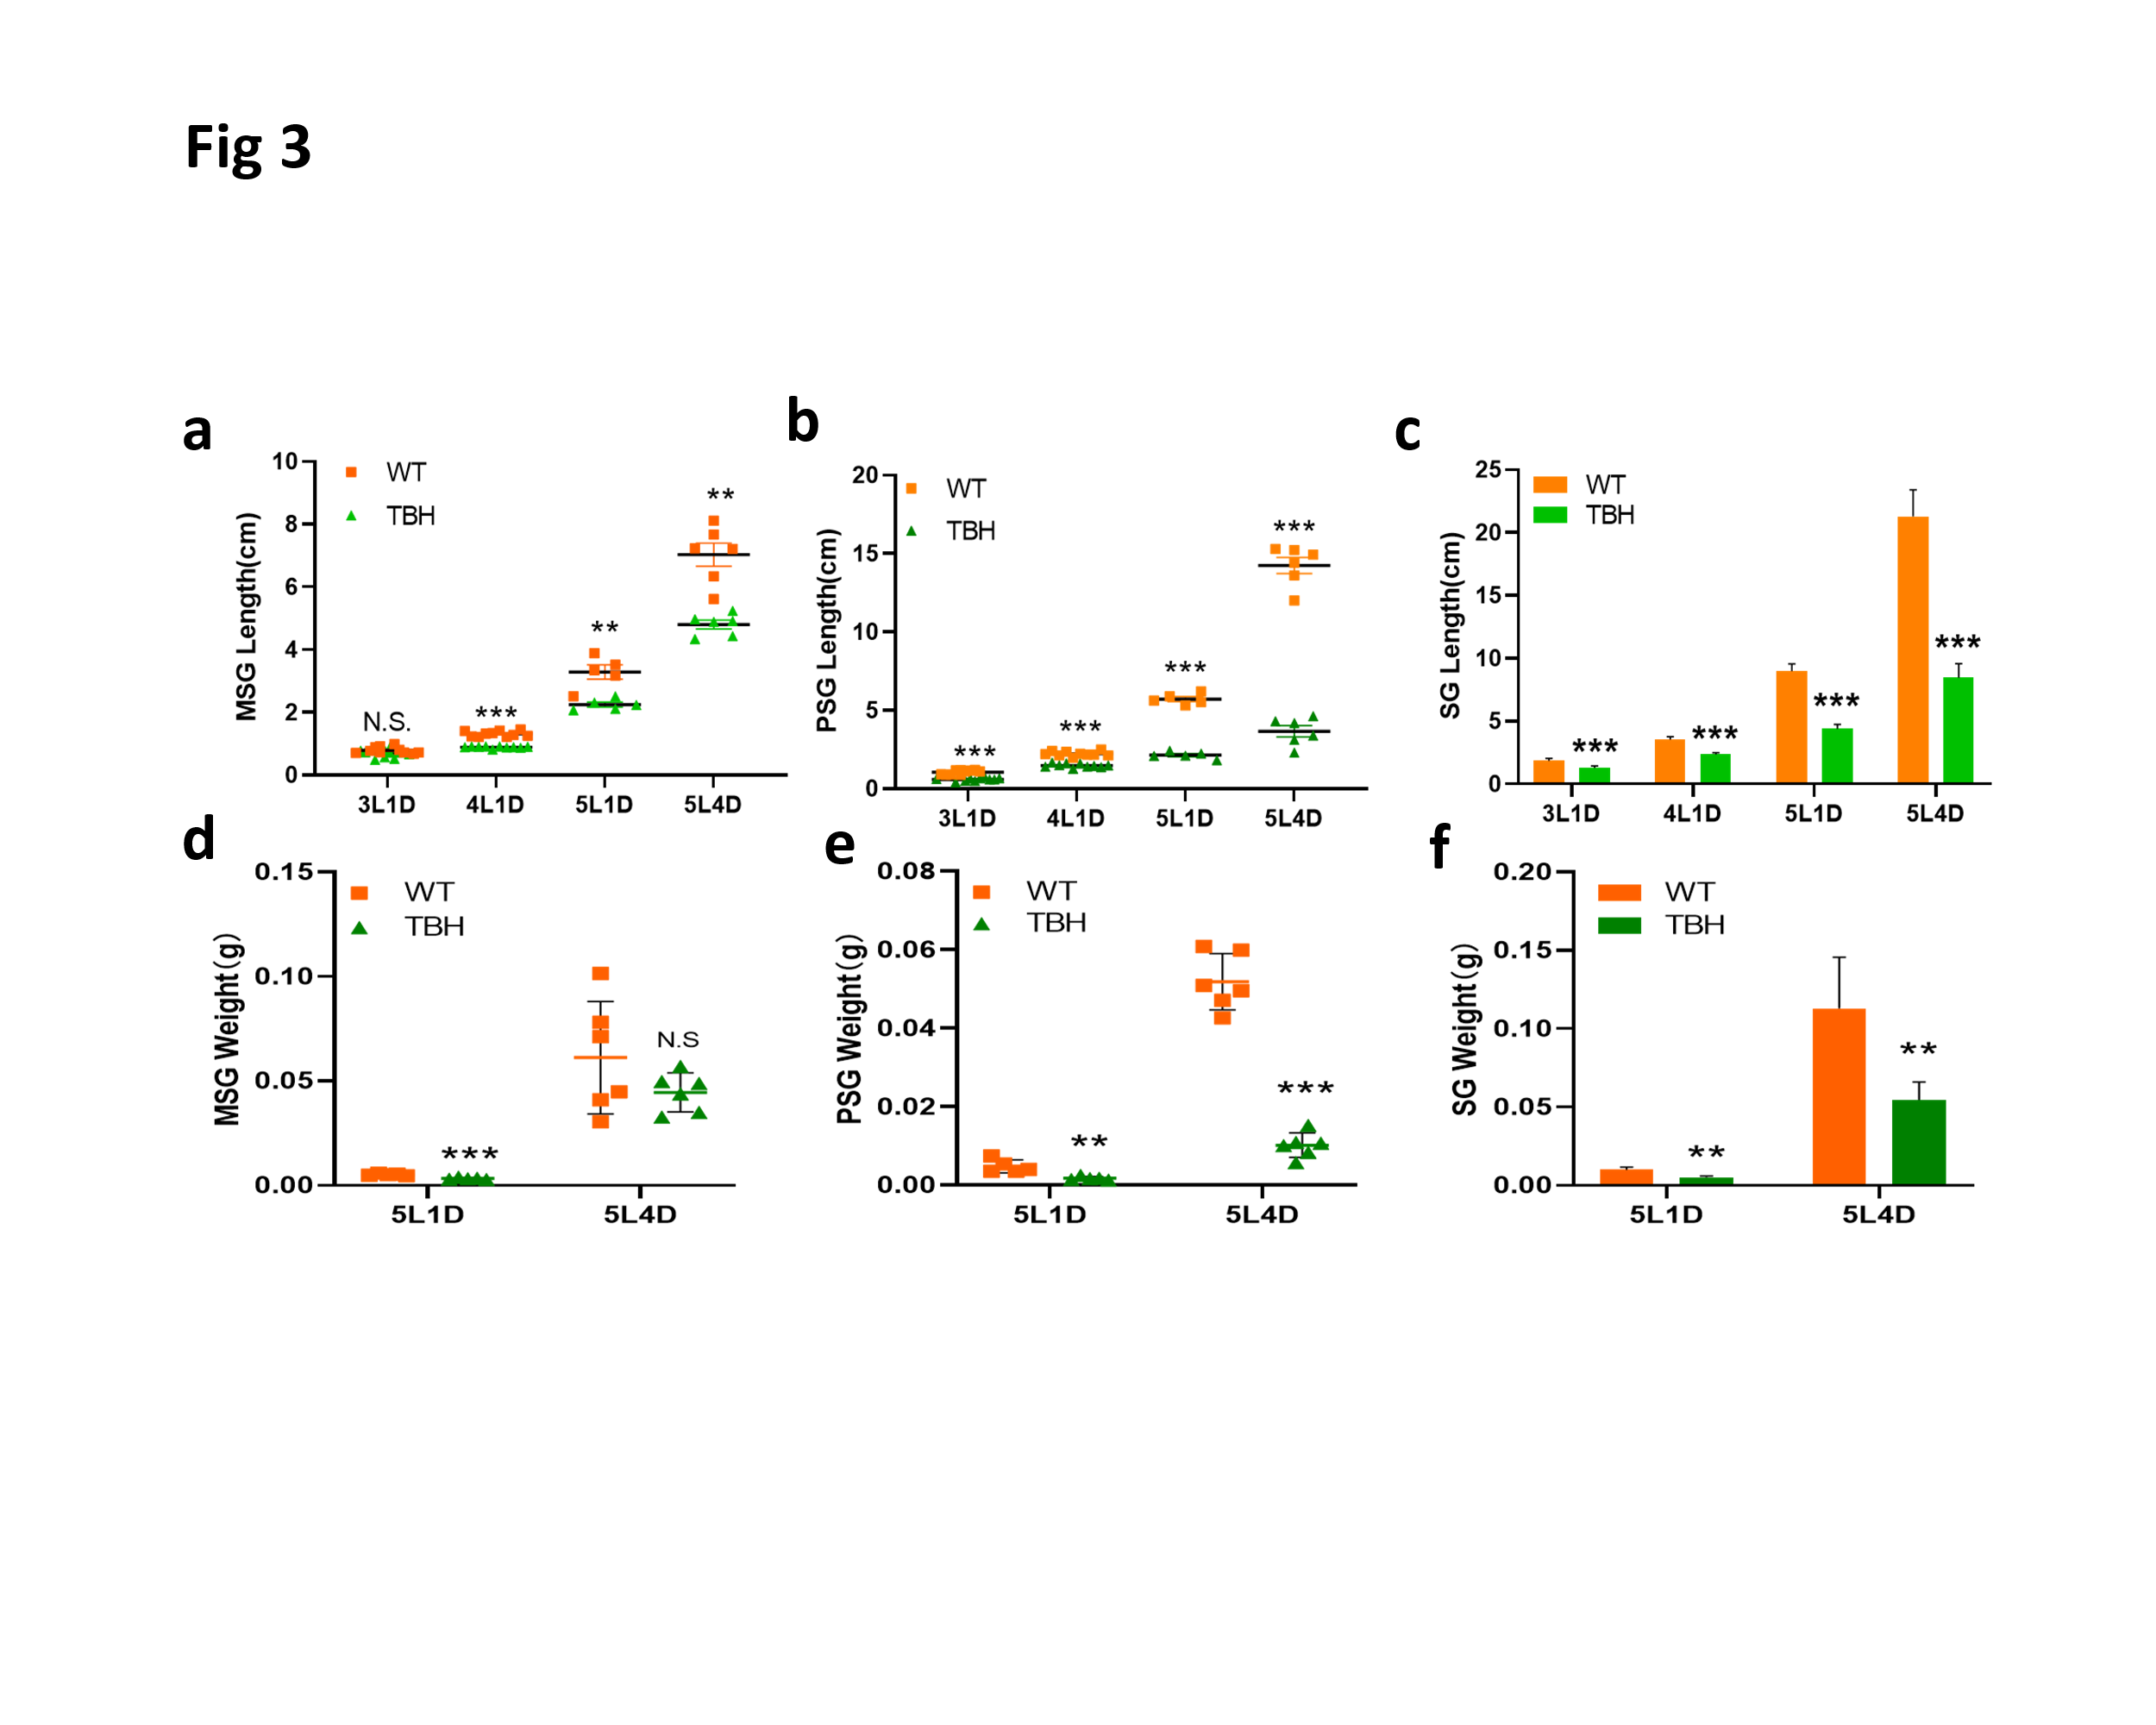 Fig 3
a
10
8
6
4
2
0
MSG Length(cm)
WT
TBH
N.S.
***
**
**
3L1D
4L1D
5L1D
5L4D
b
20
15
10
5
0
PSG Length(cm)
WT
TBH
***
***
***
***
3L1D
4L1D
5L1D
5L4D
c
25
20
15
10
5
0
SG Length(cm)
WT
TBH
***
***
***
***
3L1D
4L1D
5L1D
5L4D
d
0.15
0.10
0.05
0.00
MSG Weight(g)
WT
TBH
***
N.S
5L1D
5L4D
e
0.08
0.06
0.04
0.02
0.00
PSG Weight(g)
WT
TBH
**
***
5L1D
5L4D
f
0.20
0.15
0.10
0.05
0.00
SG Weight(g)
WT
TBH
**
**
5L1D
5L4D